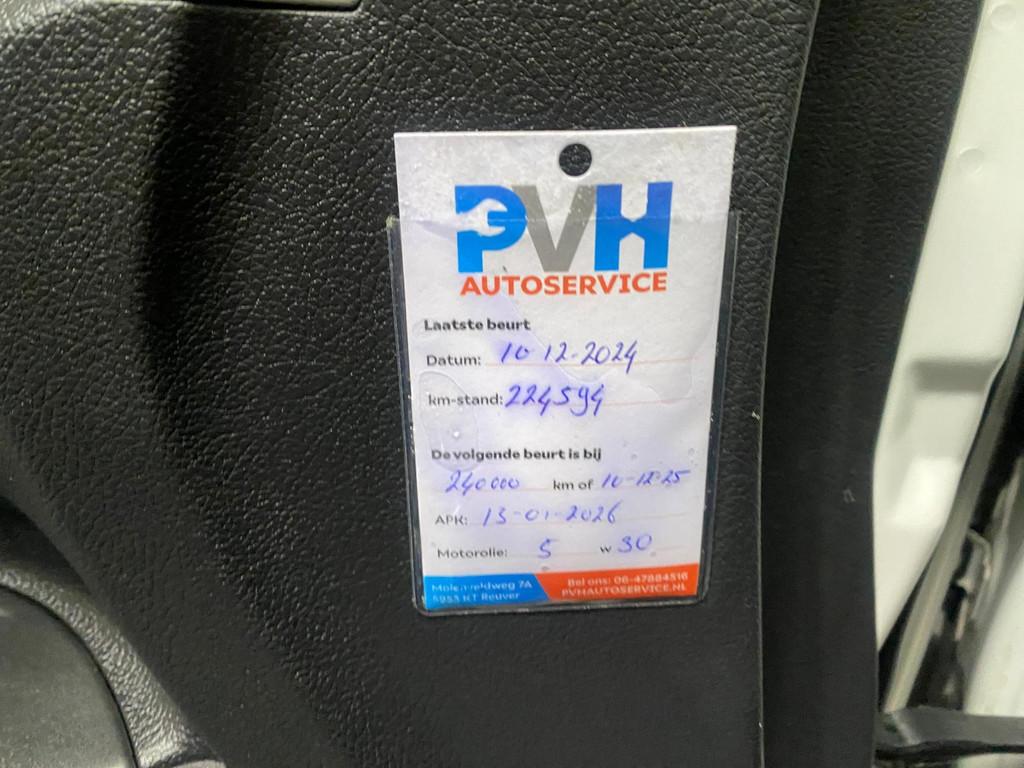 PVH
AUTOSERVICE
Laatste beurt
Datum: 10-12-2024
km-stand: 224594
De volgende beurt is bij
240000 km of 10-12-25
APK: 13-01-2026
Motorolie: 5 w 30
7A Bel ons: 06-47884516
5953 KT Reuver PVHAUTOSERVICE.NL